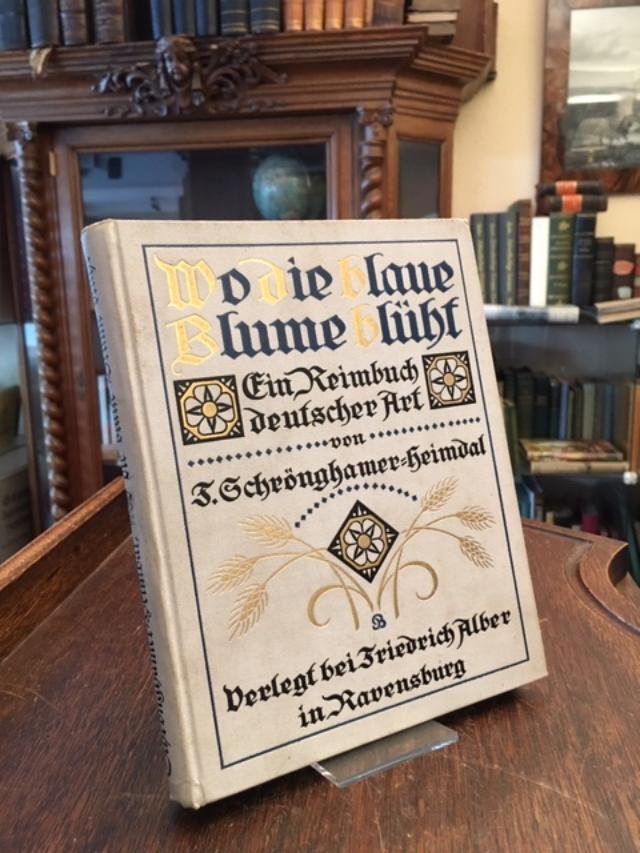 Wo die blaue
Blume blüht
Ein Reimbuch
deutscher Art
von
F. Schrönghamer=Heimdal
B
Verlegt bei Friedrich Alber
in Ravensburg